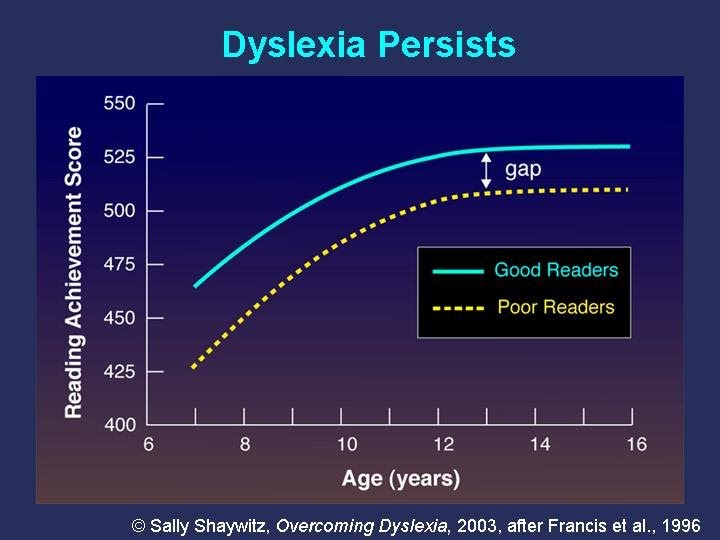 Dyslexia Persists
550
525
500
475
450
425
400
Reading Achievement Score
gap
Good Readers
Poor Readers
6 8 10 12 14 16
Age (years)
© Sally Shaywitz, Overcoming Dyslexia, 2003, after Francis et al. , 1996